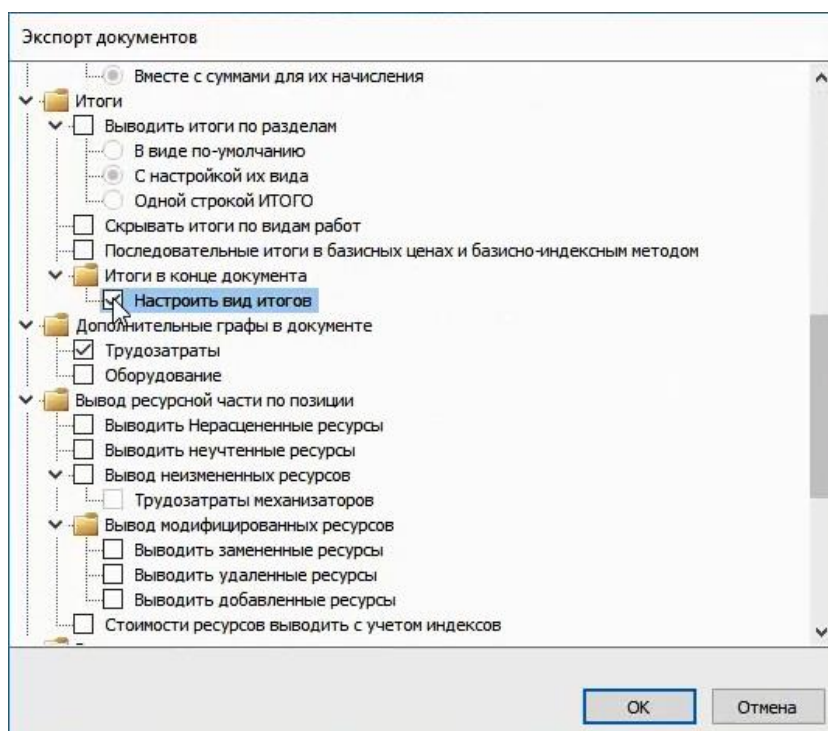 Экспорт документов
Вместе с суммами для их начисления
Итоги
Выводить итоги по разделам
В виде по-умолчанию
С настройкой их вида
Одной строкой ИТОГО
Скрывать итоги по видам работ
Последовательные итоги в базисных ценах и базисно-индексным методом
Итоги в конце документа
Настроить вид итогов
Дополнительные графы в документе
Трудозатраты
Оборудование
Вывод ресурсной части по позиции
Выводить Нерасцененные ресурсы
Выводить неучтенные ресурсы
Вывод неизмененных ресурсов
Трудозатраты механизаторов
Вывод модифицированных ресурсов
Выводить замененные ресурсы
Выводить удаленные ресурсы
Выводить добавленные ресурсы
Стоимости ресурсов выводить с учетом индексов
ОК
Отмена